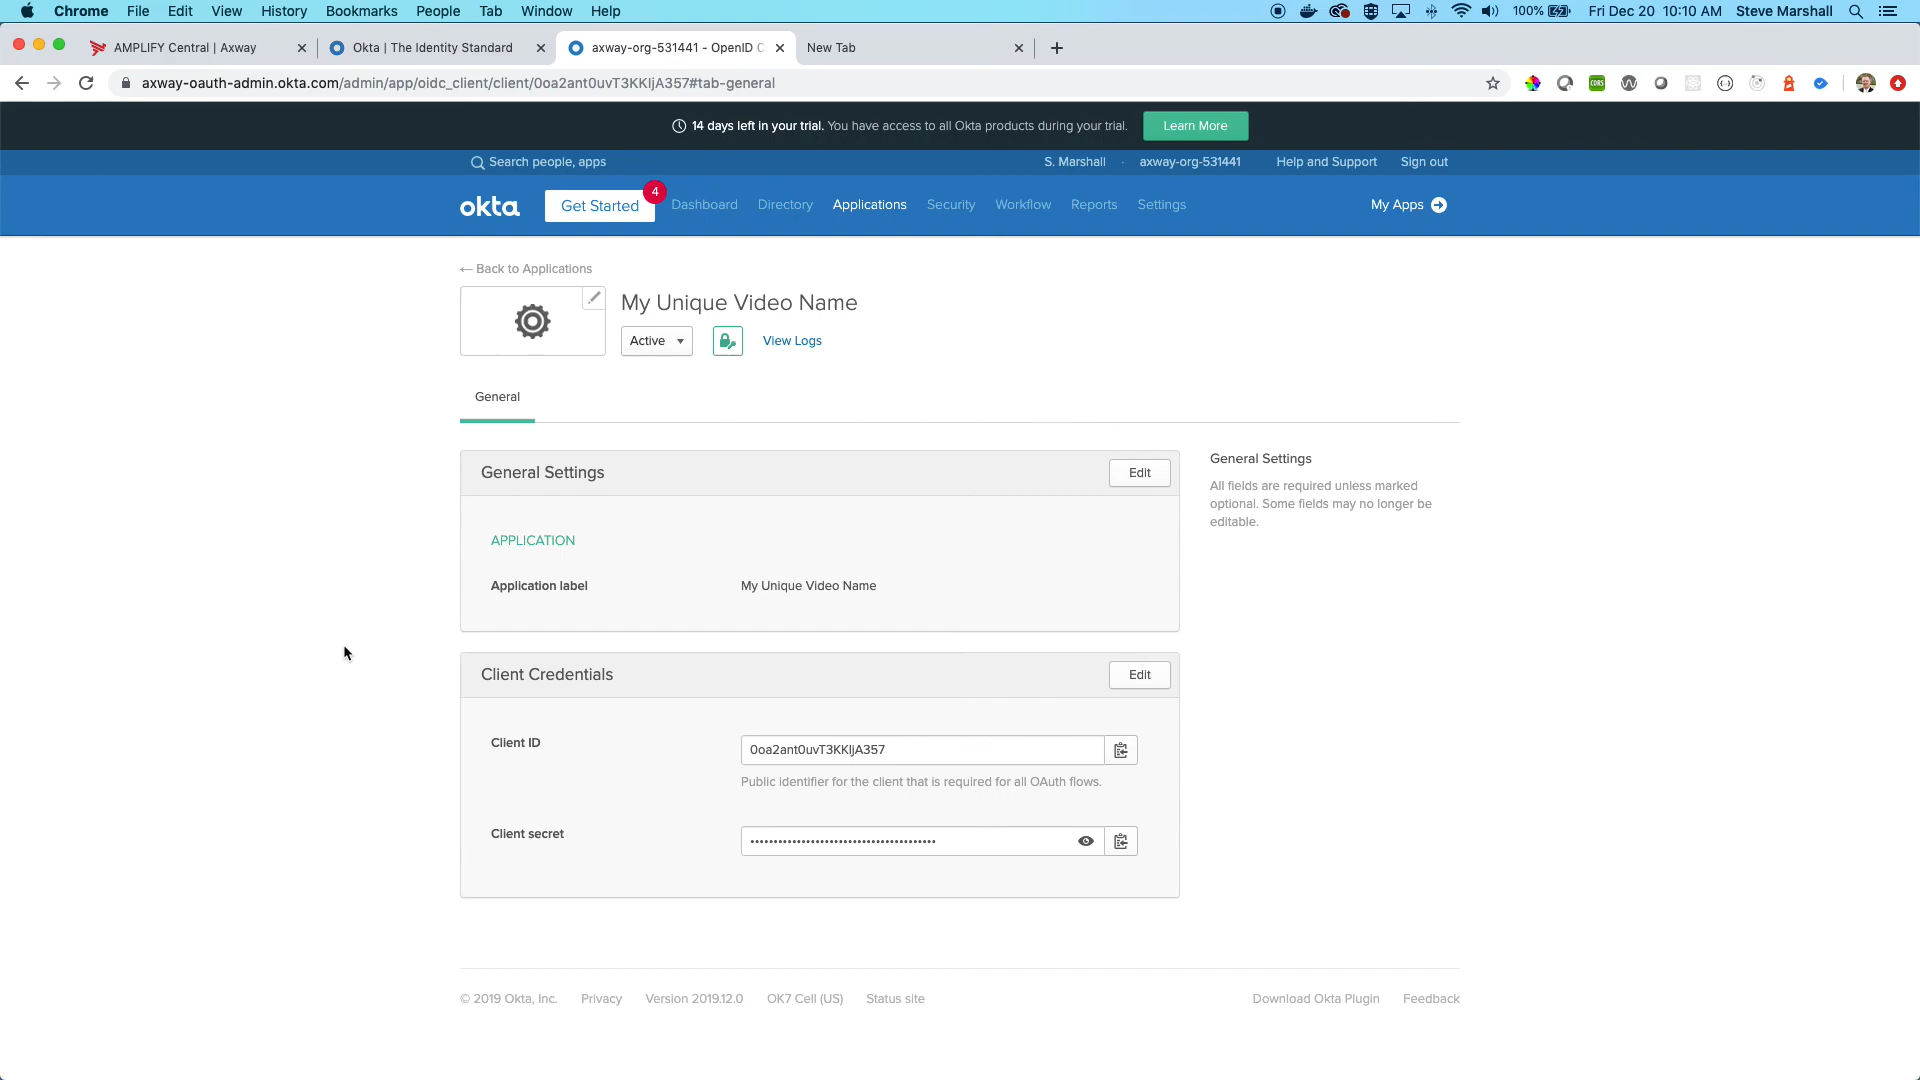 Chrome File Edit View History Bookmarks People Tab Window Help 100% Fri Dec 20 10:10 AM Steve Marshall
AMPLIFY Central | Axway
Okta | The Identity Standard
axway-org-531441 - OpenID C
New Tab
axway-oauth-admin.okta.com/admin/app/oidc_client/client/0oa2ant0uvT3KKljA357#tab-general
CORS
14 days left in your trial. You have access to all Okta products during your trial. Learn More
Search people, apps S. Marshall · axway-org-531441 Help and Support Sign out
okta Get Started 4 Dashboard Directory Applications Security Workflow Reports Settings My Apps
← Back to Applications
My Unique Video Name
Active View Logs
General
General Settings Edit
APPLICATION
Application label My Unique Video Name
General Settings
All fields are required unless marked
optional. Some fields may no longer be
editable.
Client Credentials Edit
Client ID 0oa2ant0uvT3KKljA357
Public identifier for the client that is required for all OAuth flows.
Client secret ••••••••••••••••••••••••••••••••••••••••
© 2019 Okta, Inc. Privacy Version 2019.12.0 OK7 Cell (US) Status site Download Okta Plugin Feedback